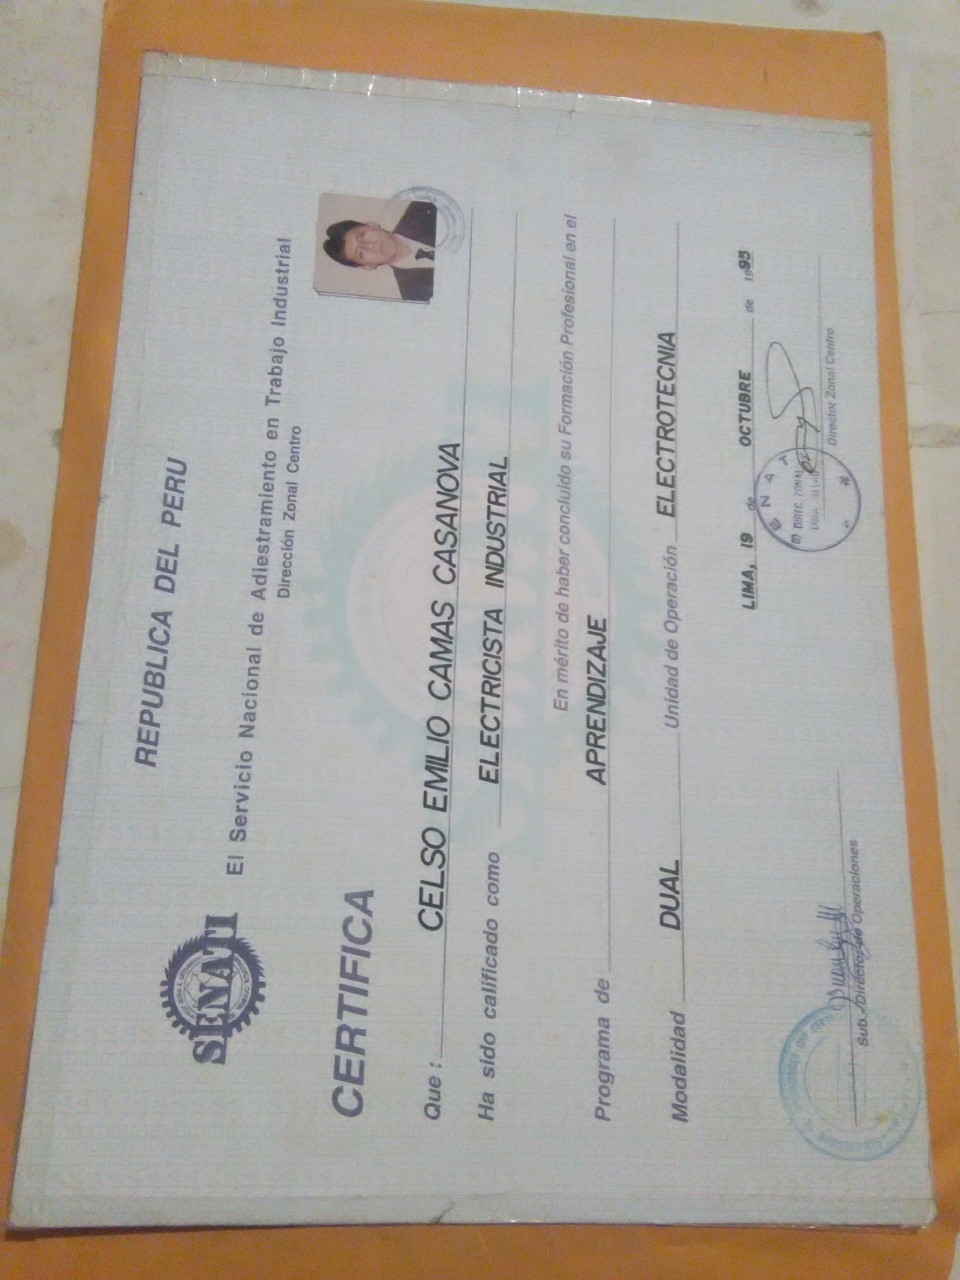 REPUBLICA DEL PERU
SENATI
El Servicio Nacional de Adiestramiento en Trabajo Industrial
Dirección Zonal Centro
CERTIFICA
Que : CELSO EMILIO CAMAS CASANOVA
Ha sido calificado como ELECTRICISTA INDUSTRIAL
En mérito de haber concluido su Formación Profesional en el
Programa de APRENDIZAJE
Modalidad DUAL Unidad de Operación ELECTROTECNIA
LIMA, 19 de OCTUBRE de 1995
SENATI
DIREC. ZONAL
Sub.-Director de Operaciones
Director Zonal Centro